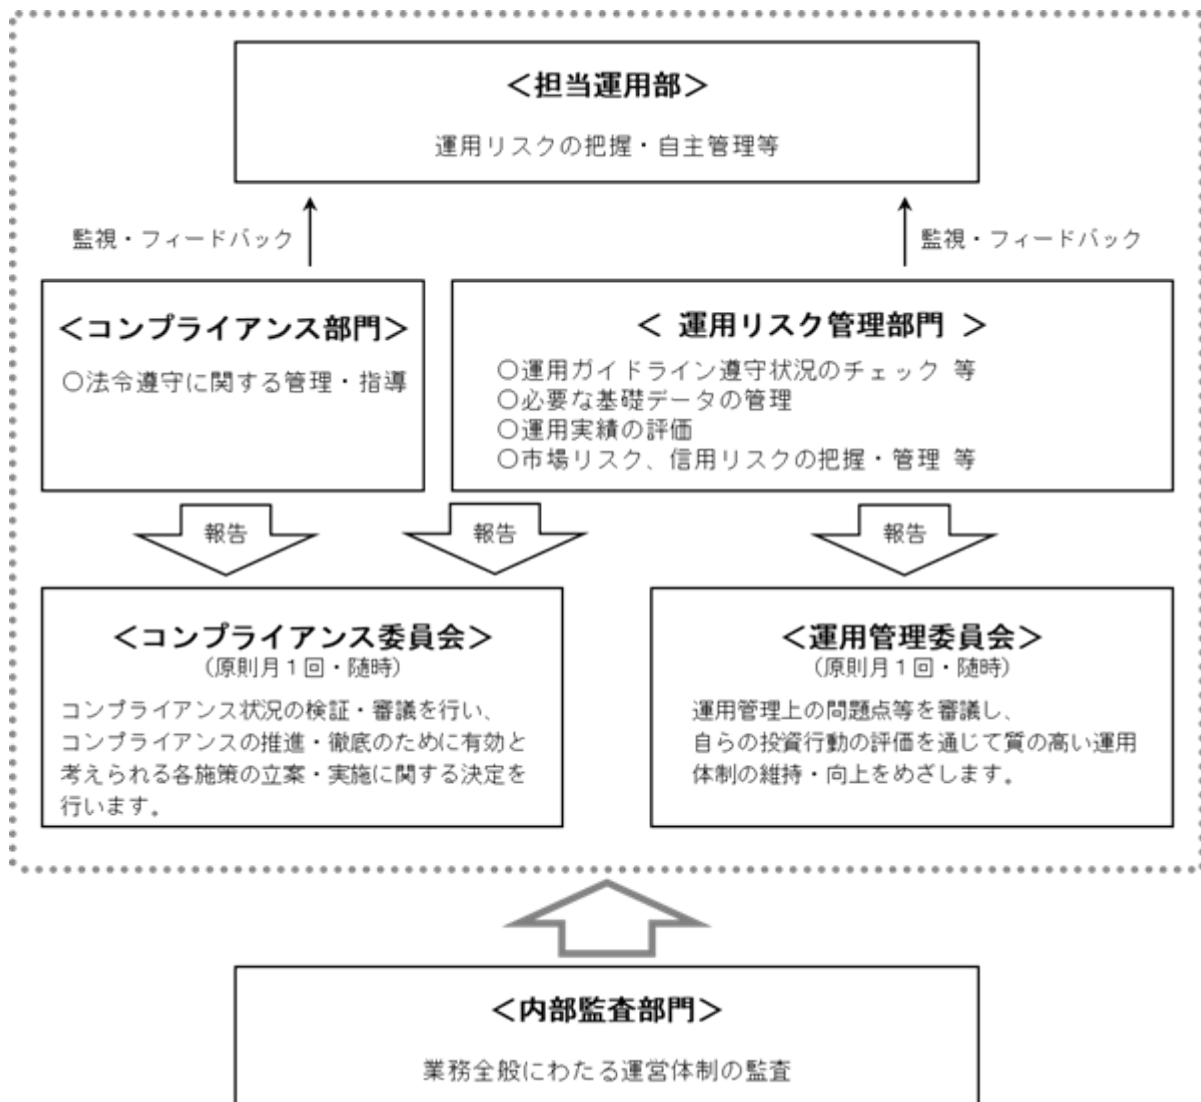 ＜担当運用部＞
運用リスクの把握・自主管理等
監視・フィードバック
監視・フィードバック
＜コンプライアンス部門＞
○法令遵守に関する管理・指導
＜ 運用リスク管理部門 ＞
○運用ガイドライン遵守状況のチェック 等
○必要な基礎データの管理
○運用実績の評価
○市場リスク、信用リスクの把握・管理 等
報告
報告
報告
＜コンプライアンス委員会＞
（原則月１回・随時）
コンプライアンス状況の検証・審議を行い、
コンプライアンスの推進・徹底のために有効と
考えられる各施策の立案・実施に関する決定を
行います。
＜運用管理委員会＞
（原則月１回・随時）
運用管理上の問題点等を審議し、
自らの投資行動の評価を通じて質の高い運用
体制の維持・向上をめざします。
＜内部監査部門＞
業務全般にわたる運営体制の監査